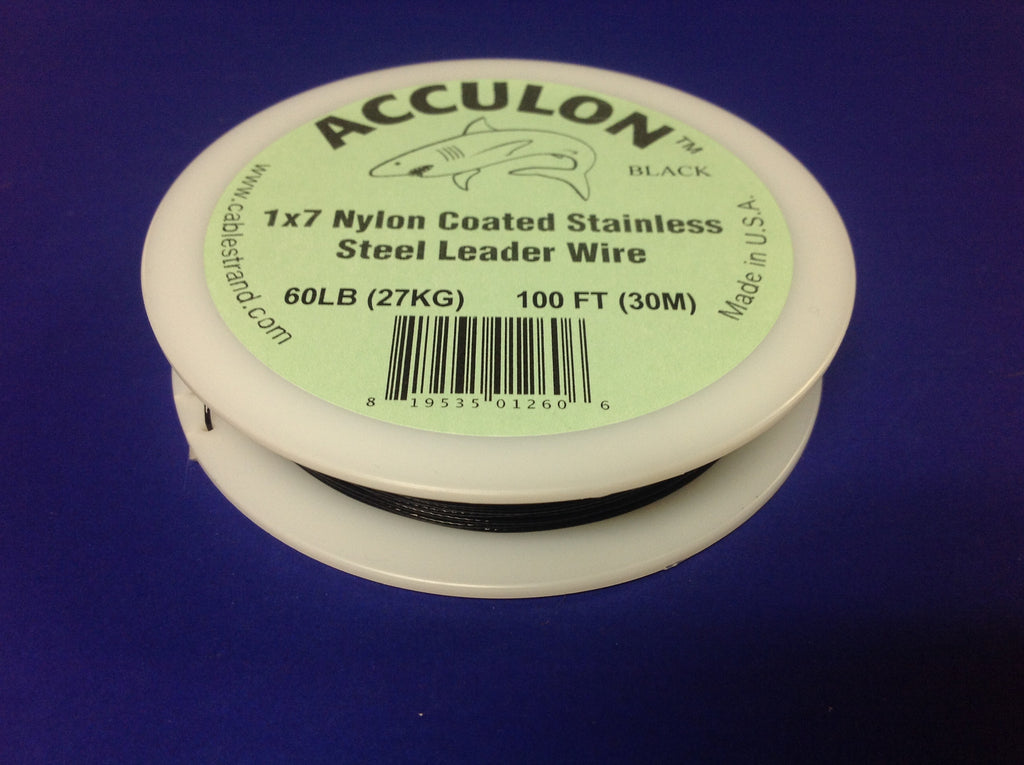 ACCULON™
BLACK
1x7 Nylon Coated Stainless
Steel Leader Wire
60LB (27KG) 100 FT (30M)
www.cablestrand.com
Made in U.S.A.
8 19535 01260 6